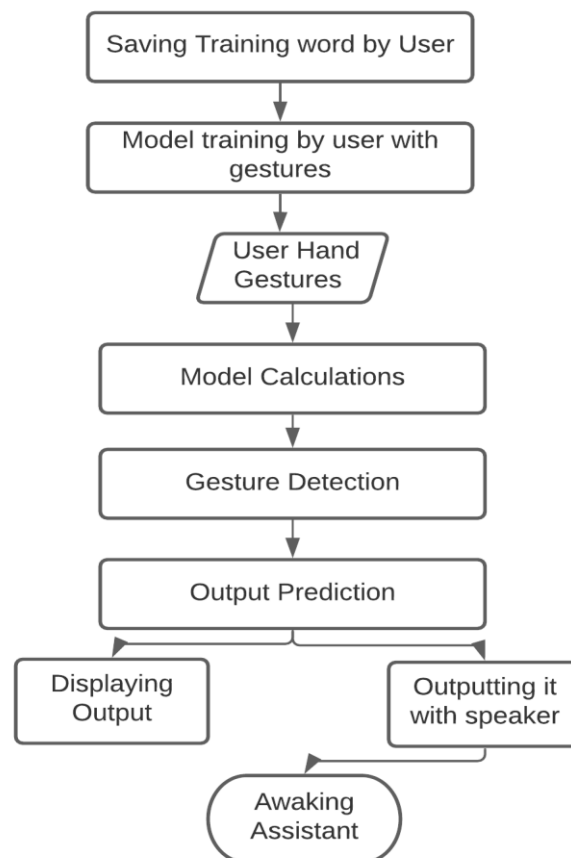 Saving Training word by User
Model training by user with
gestures
User Hand
Gestures
Model Calculations
Gesture Detection
Output Prediction
Displaying
Output
Outputting it
with speaker
Awaking
Assistant